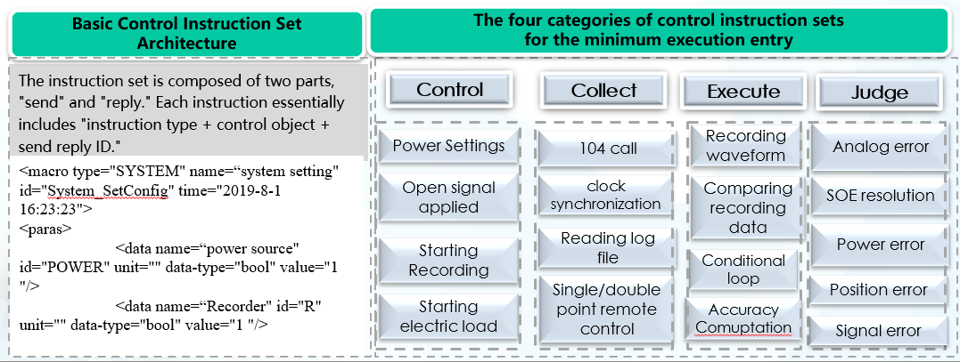 Basic Control Instruction Set
Architecture
The instruction set is composed of two parts,
"send" and "reply." Each instruction essentially
includes "instruction type + control object +
send reply ID."
<macro type="SYSTEM" name=“system setting"
id="System_SetConfig" time="2019-8-1
16:23:23">
<paras>
<data name=“power source"
id="POWER" unit="" data-type="bool" value="1
"/>
<data name=“Recorder" id="R"
unit="" data-type="bool" value="1 "/>
The four categories of control instruction sets
for the minimum execution entry
Control
Power Settings
Open signal
applied
Starting
Recording
Starting
electric load
Collect
104 call
clock
synchronization
Reading log
file
Single/double
point remote
control
Execute
Recording
waveform
Comparing
recording
data
Conditional
loop
Accuracy
Comuptation
Judge
Analog error
SOE resolution
Power error
Position error
Signal error